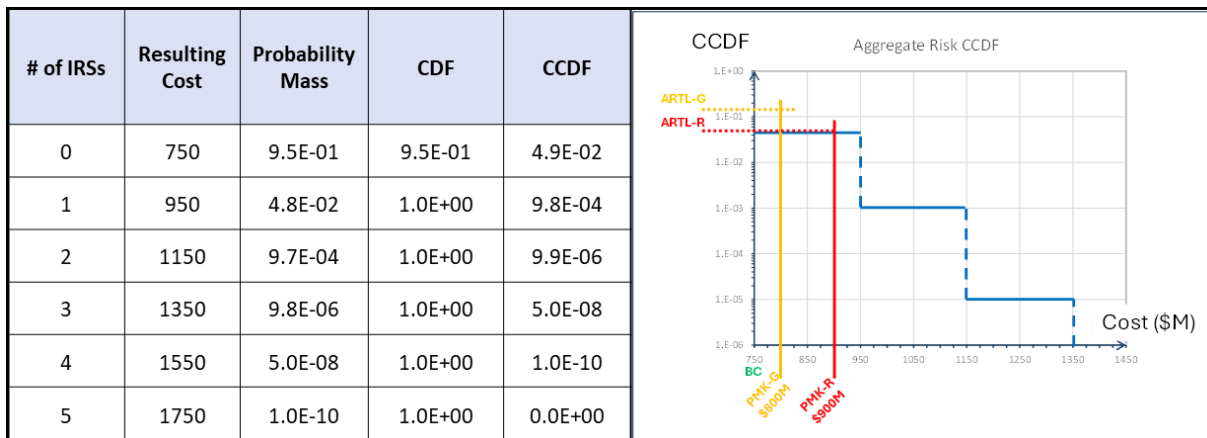 # of IRSs
Resulting Cost
Probability Mass
CDF
CCDF
0 750 9.5E-01 9.5E-01 4.9E-02
1 950 4.8E-02 1.0E+00 9.8E-04
2 1150 9.7E-04 1.0E+00 9.9E-06
3 1350 9.8E-06 1.0E+00 5.0E-08
4 1550 5.0E-08 1.0E+00 1.0E-10
5 1750 1.0E-10 1.0E+00 0.0E+00
CCDF
Aggregate Risk CCDF
1.E+00
ARTL-G
1.E-01
ARTL-R
1.E-02
1.E-03
1.E-04
1.E-05
1.E-06
Cost ($M)
750 850 950 1050 1150 1250 1350 1450
BC
PMK-G
$800M
PMK-R
$900M